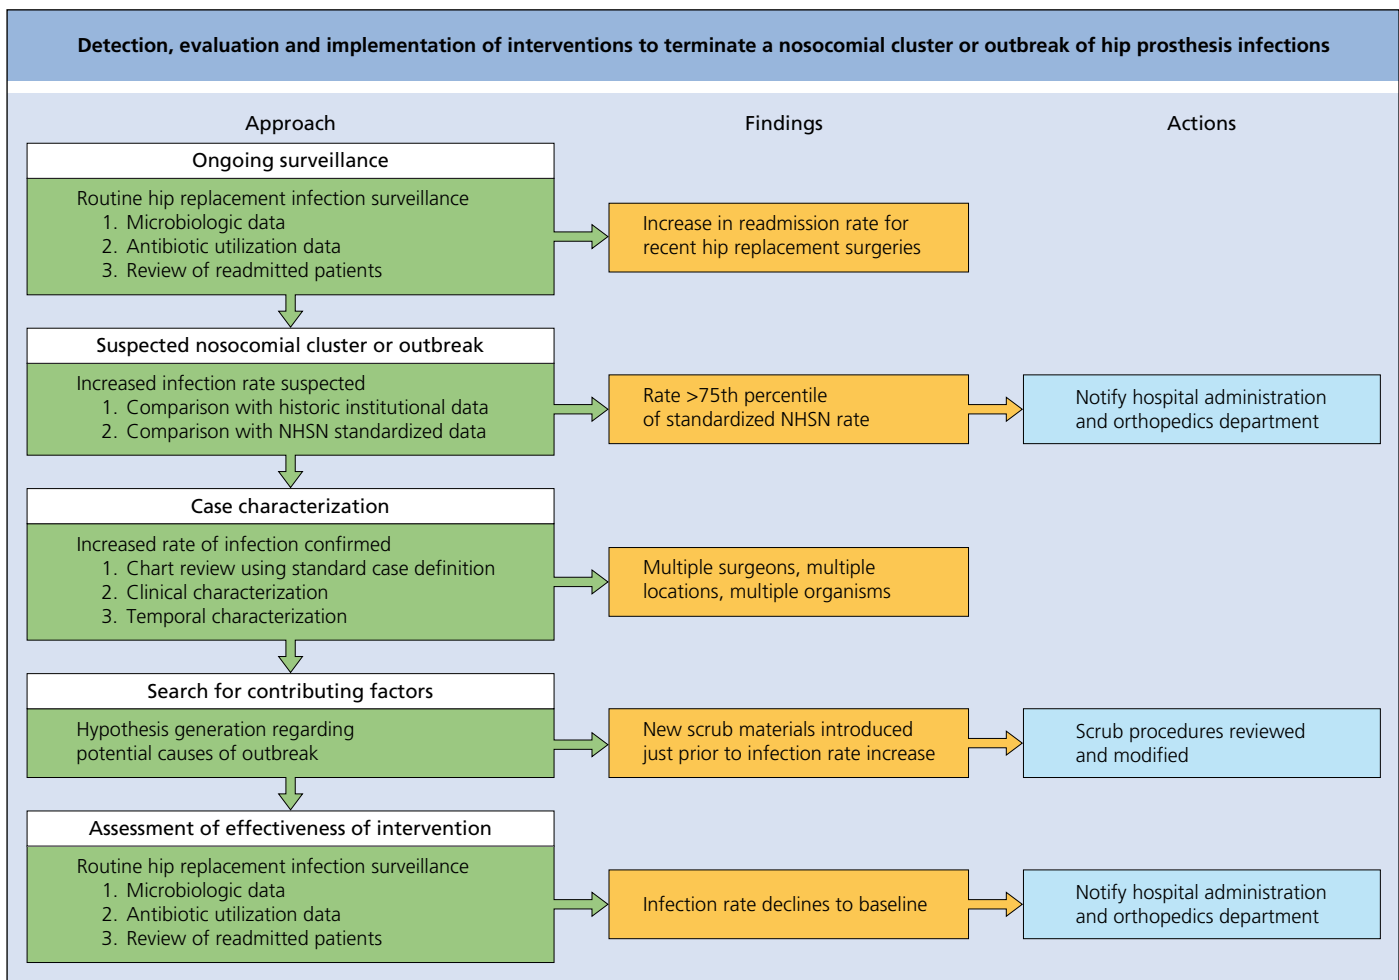 Detection, evaluation and implementation of interventions to terminate a nosocomial cluster or outbreak of hip prosthesis infections
Approach
Findings
Actions
Ongoing surveillance
Routine hip replacement infection surveillance
1. Microbiologic data
2. Antibiotic utilization data
3. Review of readmitted patients
Increase in readmission rate for
recent hip replacement surgeries
Suspected nosocomial cluster or outbreak
Increased infection rate suspected
1. Comparison with historic institutional data
2. Comparison with NHSN standardized data
Rate >75th percentile
of standardized NHSN rate
Notify hospital administration
and orthopedics department
Case characterization
Increased rate of infection confirmed
1. Chart review using standard case definition
2. Clinical characterization
3. Temporal characterization
Multiple surgeons, multiple
locations, multiple organisms
Search for contributing factors
Hypothesis generation regarding
potential causes of outbreak
New scrub materials introduced
just prior to infection rate increase
Scrub procedures reviewed
and modified
Assessment of effectiveness of intervention
Routine hip replacement infection surveillance
1. Microbiologic data
2. Antibiotic utilization data
3. Review of readmitted patients
Infection rate declines to baseline
Notify hospital administration
and orthopedics department